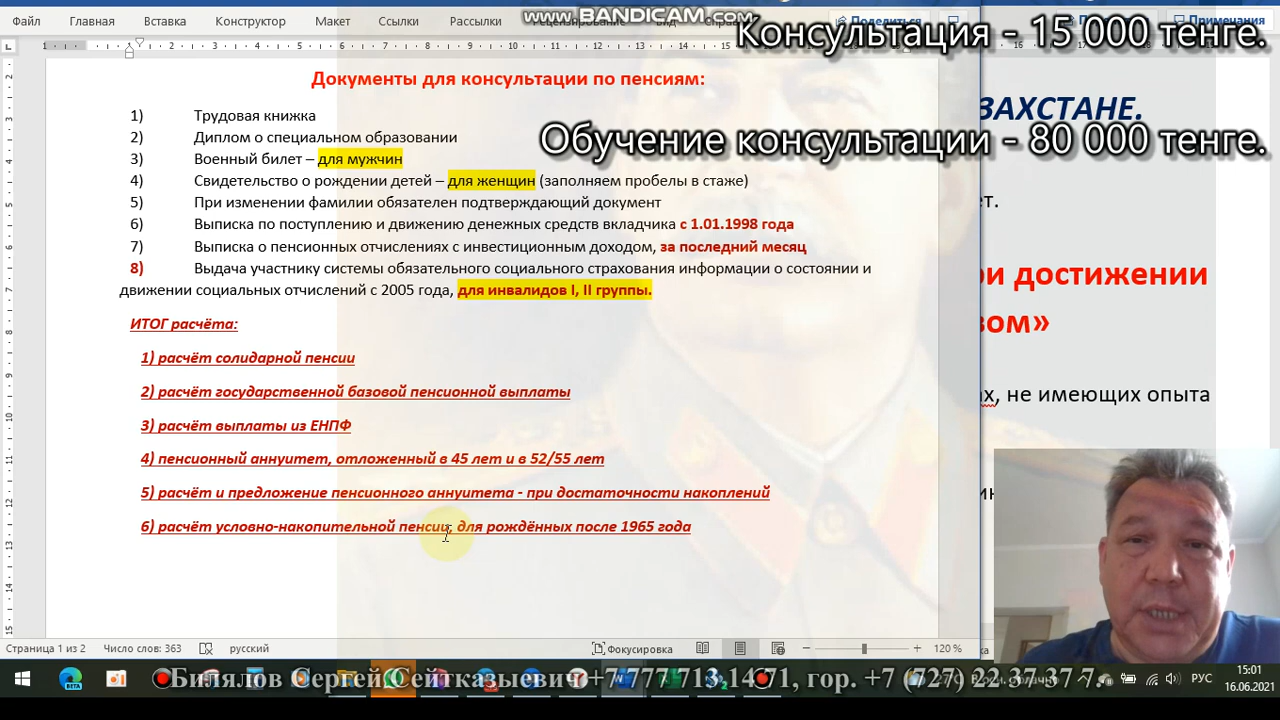 www.BANDICAM.com
Файл Главная Вставка Конструктор Макет Ссылки Рассылки Рецензирование Вид Справка Поделиться Примечания
Консультация - 15 000 тенге.
Документы для консультации по пенсиям:
ЗАХСТАНЕ.
1) Трудовая книжка
2) Диплом о специальном образовании
Обучение консультации - 80 000 тенге.
3) Военный билет – для мужчин
4) Свидетельство о рождении детей – для женщин (заполняем пробелы в стаже)
5) При изменении фамилии обязателен подтверждающий документ
ет.
6) Выписка по поступлению и движению денежных средств вкладчика с 1.01.1998 года
7) Выписка о пенсионных отчислениях с инвестиционным доходом, за последний месяц
8) Выдача участнику системы обязательного социального страхования информации о состоянии и
движении социальных отчислений с 2005 года, для инвалидов I, II группы.
ри достижении
вом»
ИТОГ расчёта:
1) расчёт солидарной пенсии
2) расчёт государственной базовой пенсионной выплаты
ах, не имеющих опыта
3) расчёт выплаты из ЕНПФ
4) пенсионный аннуитет, отложенный в 45 лет и в 52/55 лет
5) расчёт и предложение пенсионного аннуитета - при достаточности накоплений
6) расчёт условно-накопительной пенсии, для рождённых после 1965 года
Страница 1 из 2 Число слов: 363 русский Фокусировка 120 %
Билялов Сергей Сейтказыевич +7 777 713 14 71, гор. +7 (727) 22 37 37 7.
РУС
15:01
16.06.2021